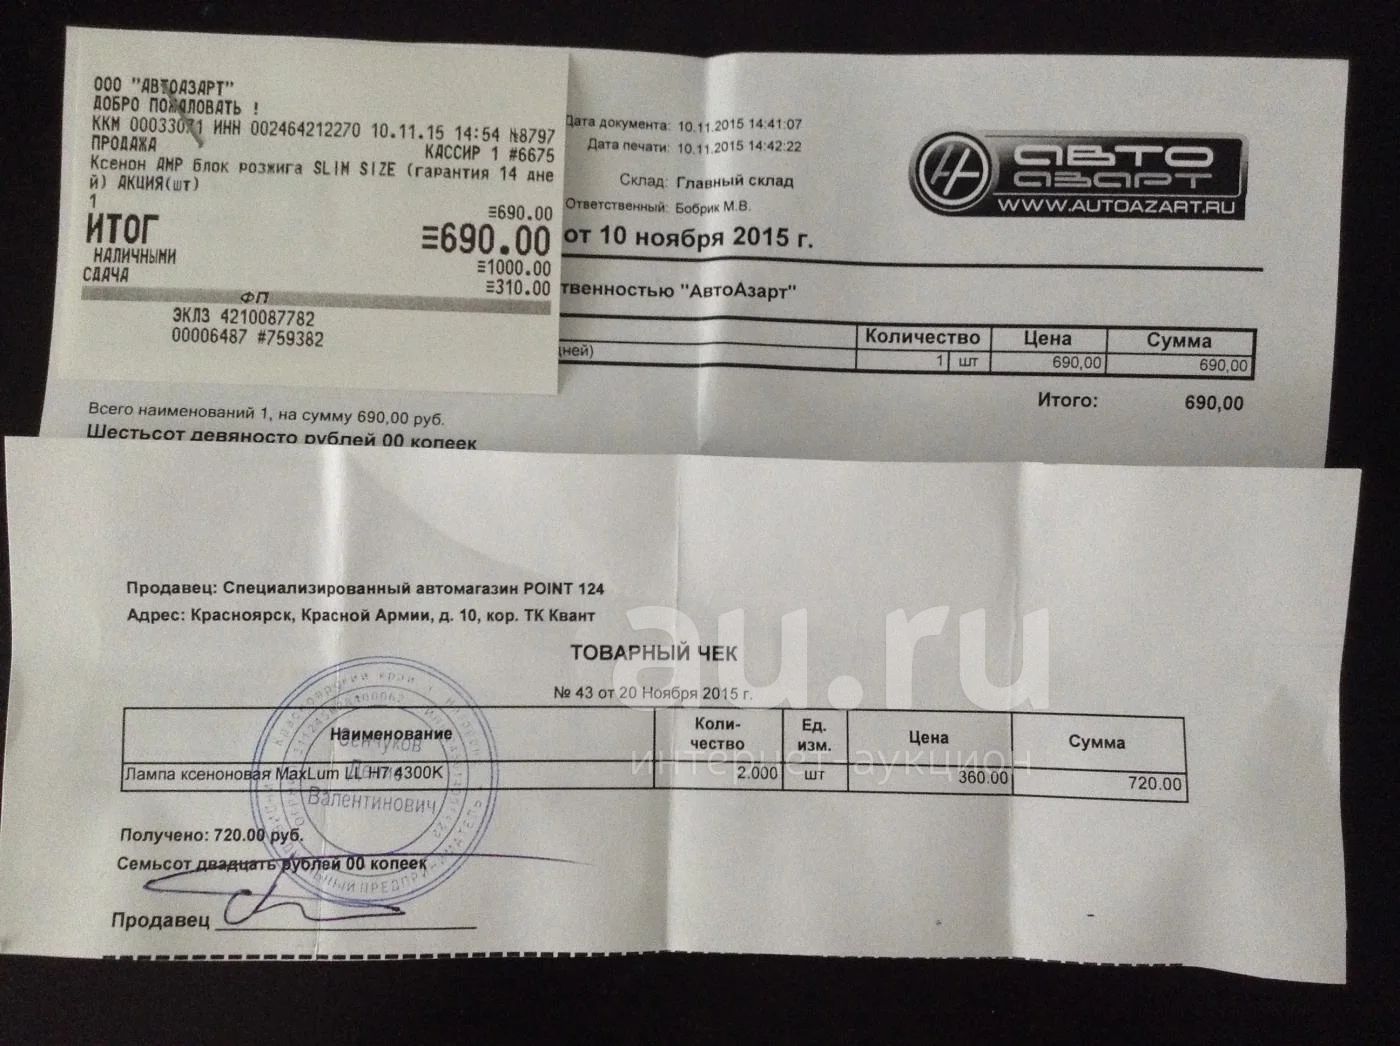 ООО "АВТОАЗАРТ"
ДОБРО ПОЖАЛОВАТЬ !
ККМ 00033071 ИНН 002464212270 10.11.15 14:54 №8797
ПРОДАЖА КАССИР 1 #6675
Ксенон AMP блок розжига SLIM SIZE (гарантия 14 дне
й) АКЦИЯ(шт)
1 ≡690.00
ИТОГ ≡690.00
НАЛИЧНЫМИ ≡1000.00
СДАЧА ≡310.00
ФП
ЭКЛЗ 4210087782
00006487 #759382
Дата документа: 10.11.2015 14:41:07
Дата печати: 10.11.2015 14:42:22
Склад: Главный склад
Ответственный: Бобрик М.В.
АВТО
АЗАРТ
WWW.AUTOAZART.RU
от 10 ноября 2015 г.
твенностью "АвтоАзарт"
Количество Цена Сумма
дней) 1 шт 690,00 690,00
Итого: 690,00
Всего наименований 1, на сумму 690,00 руб.
Шестьсот девяносто рублей 00 копеек
Продавец: Специализированный автомагазин POINT 124
Адрес: Красноярск, Красной Армии, д. 10, кор. ТК Квант
ТОВАРНЫЙ ЧЕК
№ 43 от 20 Ноября 2015 г.
Наименование Коли-чество Ед. изм. Цена Сумма
Лампа ксеноновая MaxLum LL H7 4300K 2.000 шт 360.00 720.00
Получено: 720.00 руб.
Семьсот двадцать рублей 00 копеек
Продавец
Красноярский край
Валентинович
au.ru
интернет-аукцион